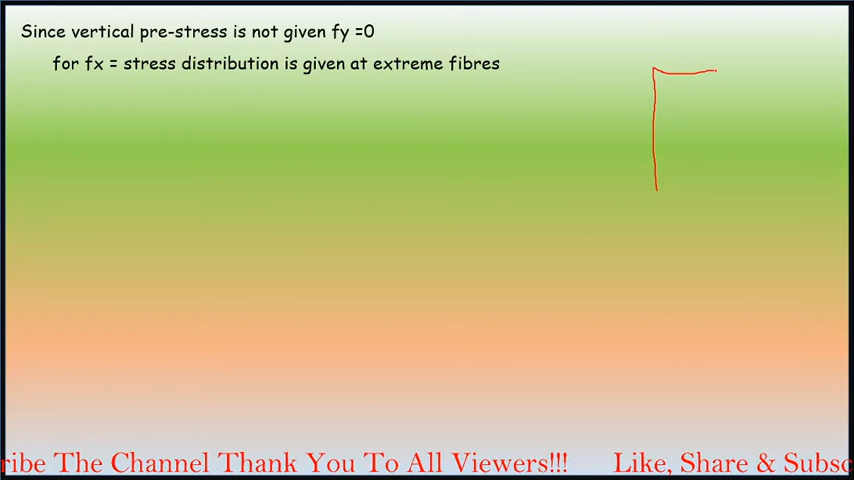 Since vertical pre-stress is not given fy =0
for fx = stress distribution is given at extreme fibres
ribe The Channel Thank You To All Viewers!!! Like, Share & Subsc